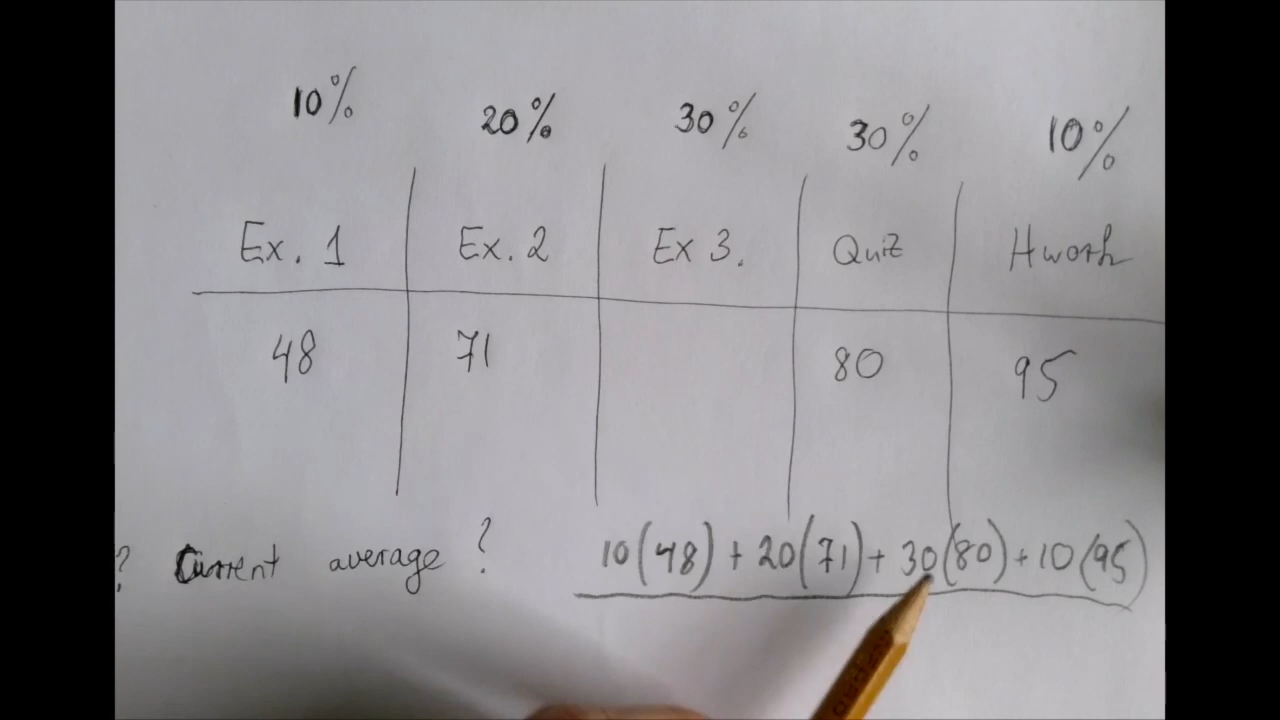 10% 20% 30% 30% 10%
Ex. 1 Ex. 2 Ex 3. Quiz Hwork
48 71 80 95
? Current average? 10(48) + 20(71) + 30(80) + 10(95)